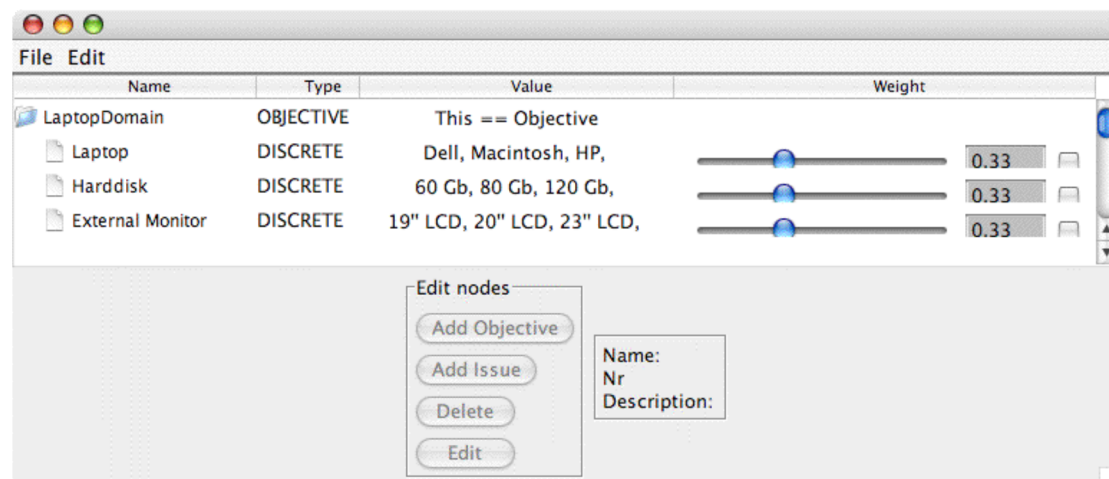 File Edit
Name Type Value Weight
LaptopDomain OBJECTIVE This == Objective
Laptop DISCRETE Dell, Macintosh, HP, 0.33
Harddisk DISCRETE 60 Gb, 80 Gb, 120 Gb, 0.33
External Monitor DISCRETE 19" LCD, 20" LCD, 23" LCD, 0.33
Edit nodes
Add Objective
Add Issue
Delete
Edit
Name:
Nr
Description: